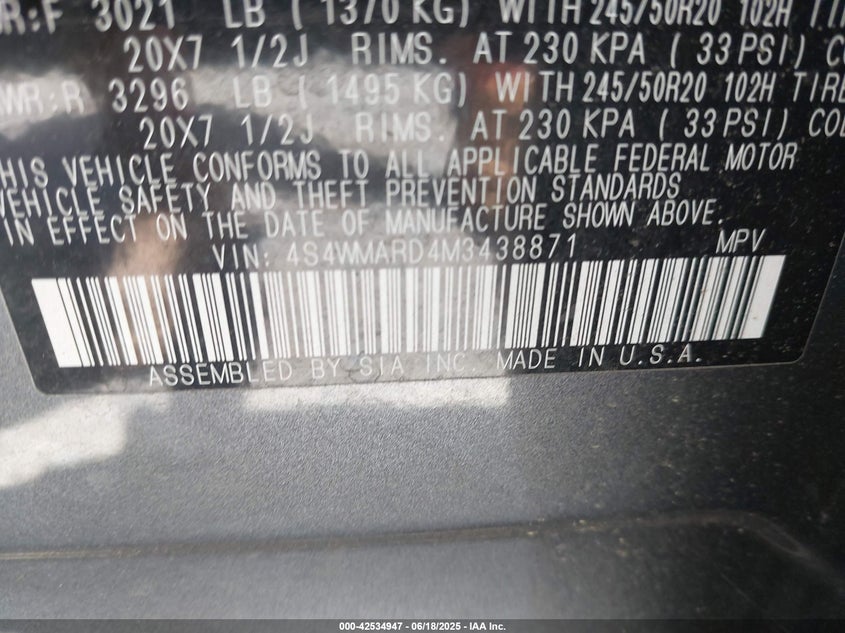 3021 LB ( 1370 KG) WITH 245/50R20 102H
20X7 1/2J RIMS. AT 230 KPA ( 33 PSI)
3296 LB ( 1495 KG) WITH 245/50R20 102H TIRE
20X7 1/2J RIMS. AT 230 KPA ( 33 PSI) COL
THIS VEHICLE CONFORMS TO ALL APPLICABLE FEDERAL MOTOR
VEHICLE SAFETY AND THEFT PREVENTION STANDARDS
IN EFFECT ON THE DATE OF MANUFACTURE SHOWN ABOVE.
VIN: 4S4WMARD4M3438871 MPV
ASSEMBLED BY SIA INC. MADE IN U.S.A.
000-42534947 - 06/18/2025 - IAA Inc.